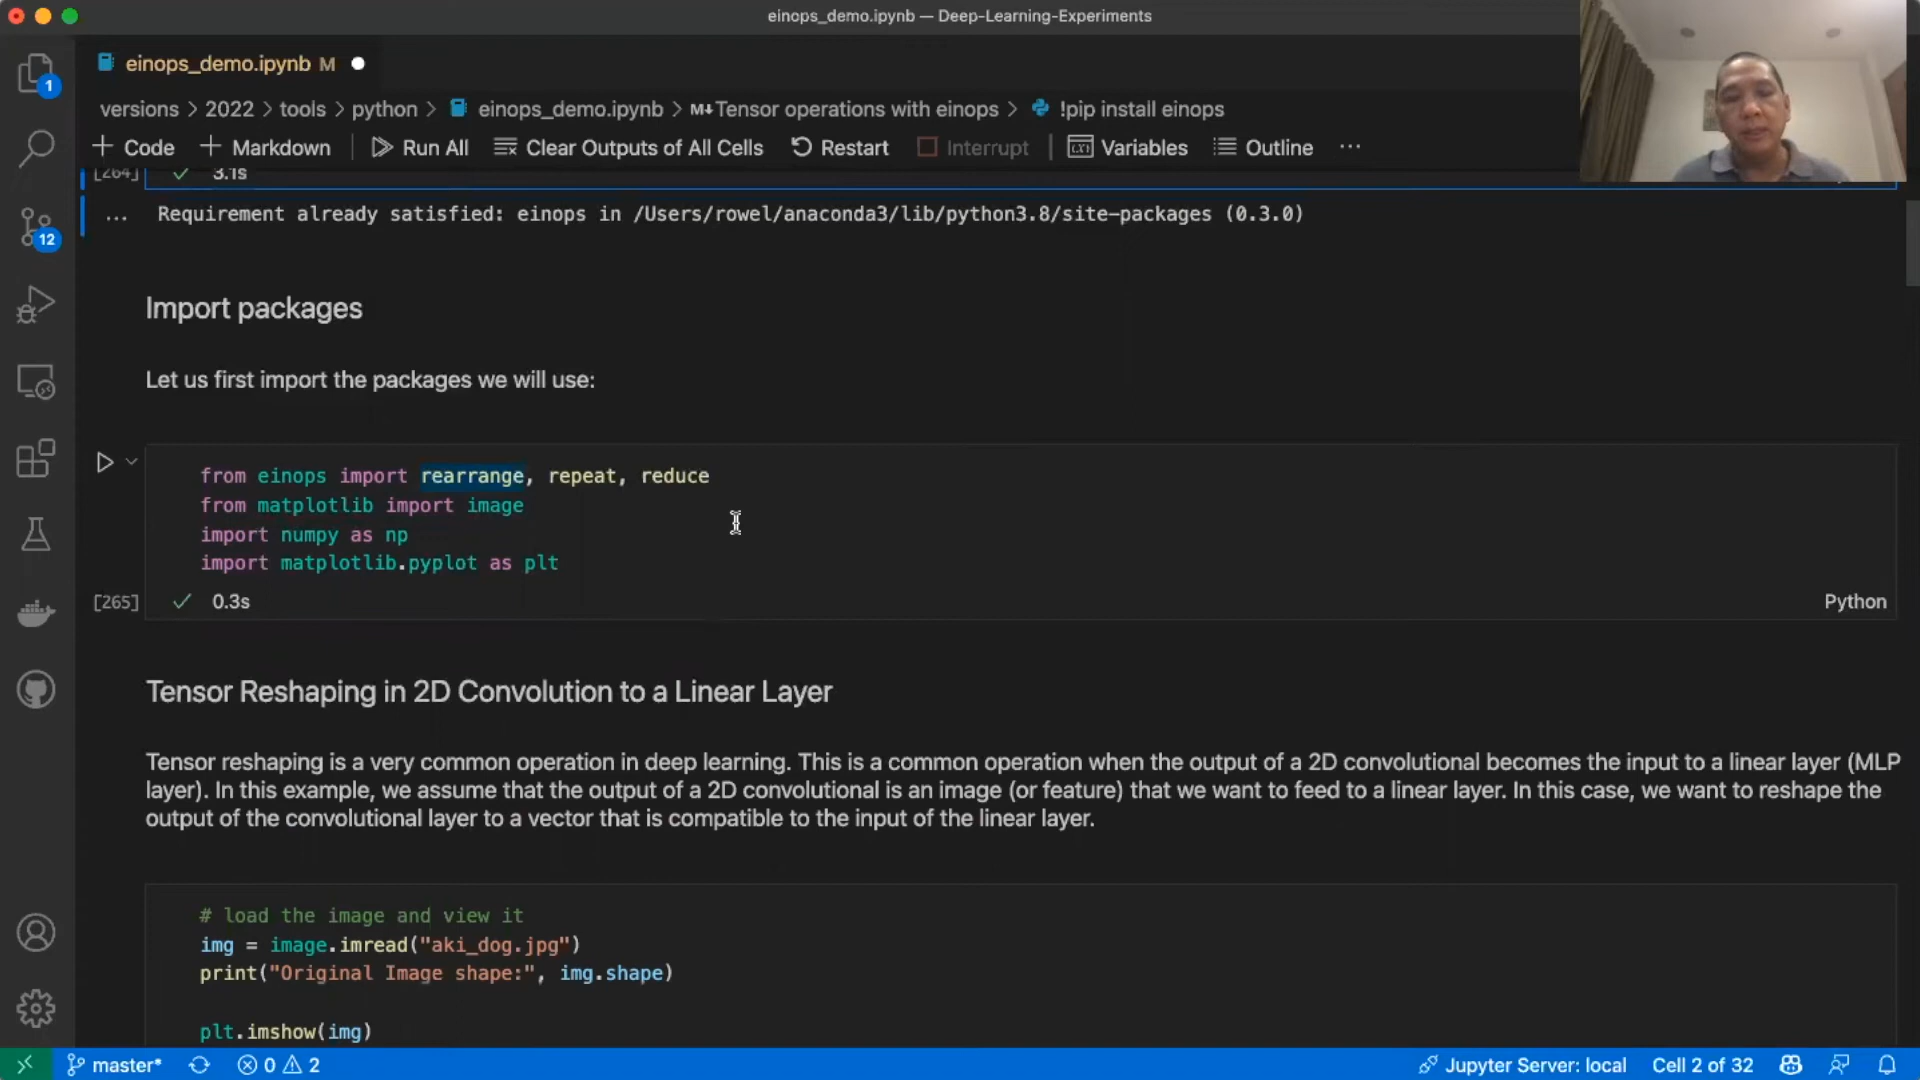 einops_demo.ipynb — Deep-Learning-Experiments
einops_demo.ipynb M
versions > 2022 > tools > python > einops_demo.ipynb > M↓Tensor operations with einops > !pip install einops
Code Markdown Run All Clear Outputs of All Cells Restart Interrupt Variables Outline ...
[264] 3.1s
... Requirement already satisfied: einops in /Users/rowel/anaconda3/lib/python3.8/site-packages (0.3.0)
1
12
Import packages
Let us first import the packages we will use:
from einops import rearrange, repeat, reduce
from matplotlib import image
import numpy as np
import matplotlib.pyplot as plt
[265] 0.3s Python
Tensor Reshaping in 2D Convolution to a Linear Layer
Tensor reshaping is a very common operation in deep learning. This is a common operation when the output of a 2D convolutional becomes the input to a linear layer (MLP
layer). In this example, we assume that the output of a 2D convolutional is an image (or feature) that we want to feed to a linear layer. In this case, we want to reshape the
output of the convolutional layer to a vector that is compatible to the input of the linear layer.
# load the image and view it
img = image.imread("aki_dog.jpg")
print("Original Image shape:", img.shape)
plt.imshow(img)
master* 0 2 Jupyter Server: local Cell 2 of 32